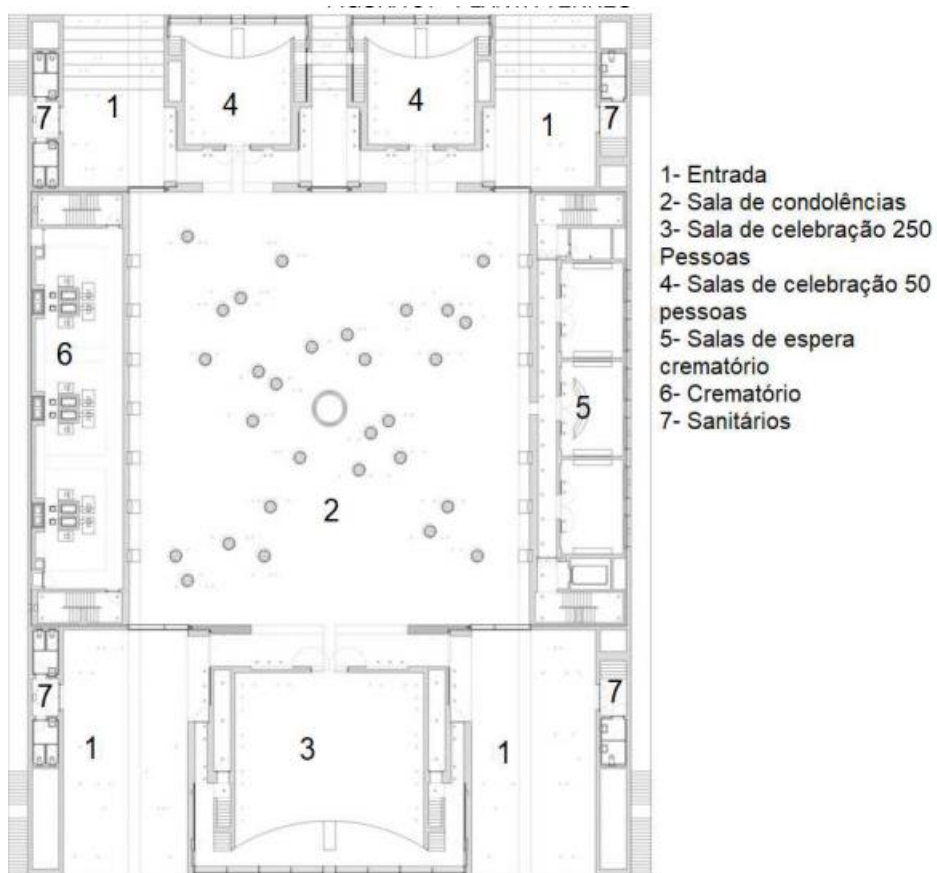 1
4
4
1
7
7
6
5
2
7
7
1
3
1
1- Entrada
2- Sala de condolências
3- Sala de celebração 250
Pessoas
4- Salas de celebração 50
pessoas
5- Salas de espera
crematório
6- Crematório
7- Sanitários